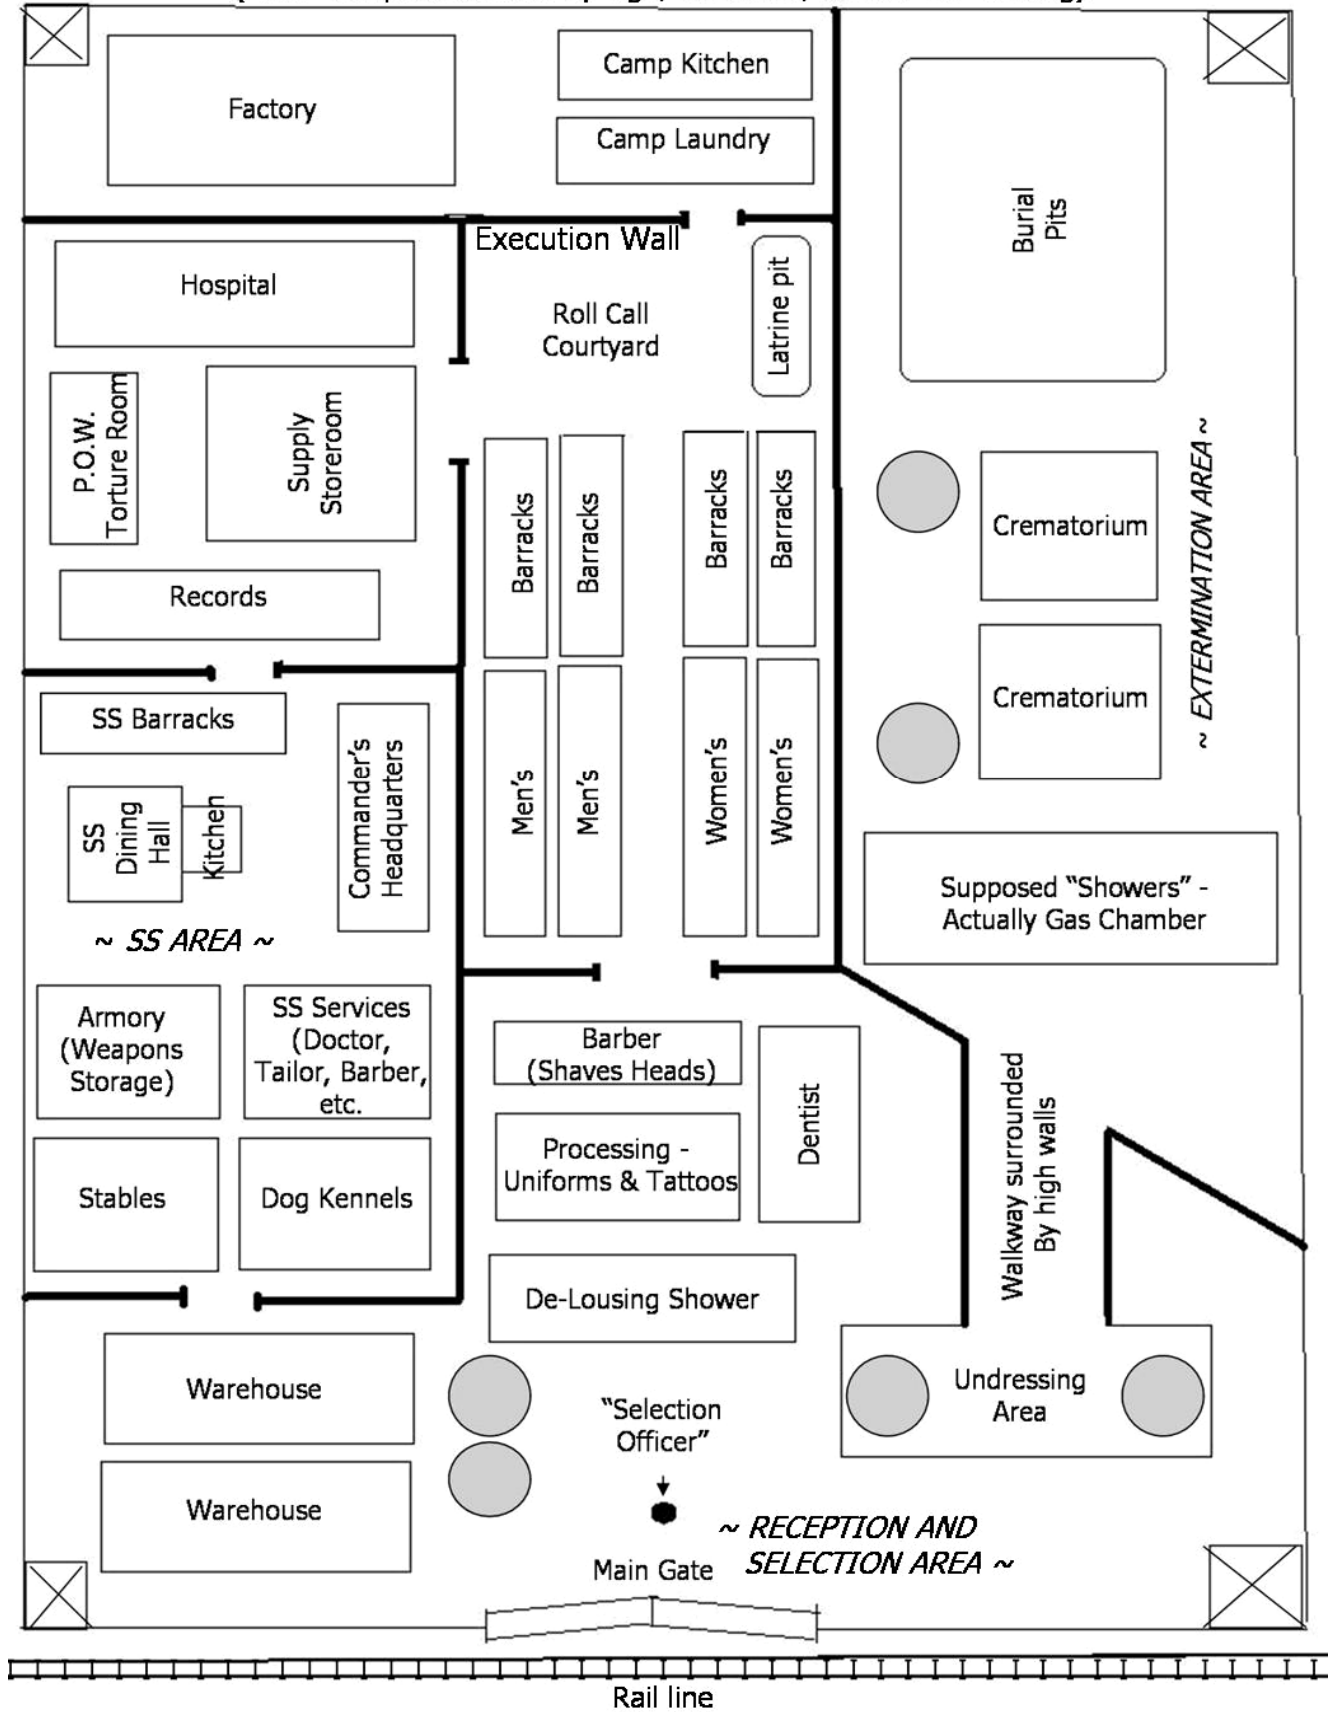 Camp Kitchen
Factory
Camp Laundry
Burial
Pits
Execution Wall
Hospital
Roll Call
Courtyard
Latrine pit
P.O.W.
Torture Room
Supply
Storeroom
Barracks
Barracks
Barracks
Barracks
Crematorium
~ EXTERMINATION AREA ~
Records
Crematorium
SS Barracks
Commander's
Headquarters
Men's
Men's
Women's
Women's
SS
Dining
Hall
Kitchen
Supposed “Showers” -
Actually Gas Chamber
~ SS AREA ~
Armory
(Weapons
Storage)
SS Services
(Doctor,
Tailor, Barber,
etc.
Barber
(Shaves Heads)
Dentist
Walkway surrounded
By high walls
Processing -
Uniforms & Tattoos
Stables
Dog Kennels
De-Lousing Shower
Warehouse
“Selection
Officer”
Undressing
Area
Warehouse
~ RECEPTION AND
SELECTION AREA ~
Main Gate
Rail line